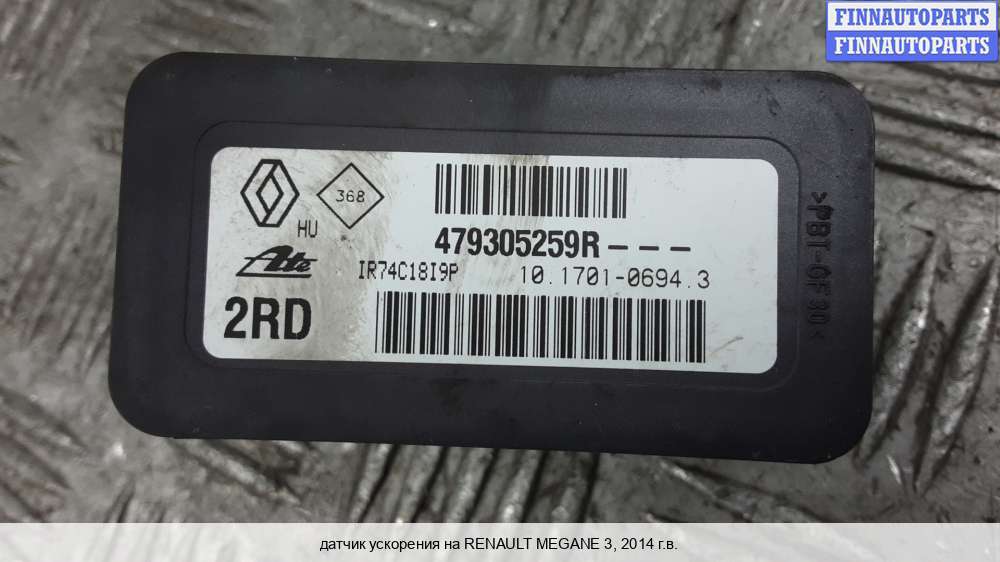 FINNAUTOPARTS
FINNAUTOPARTS
368
HU
479305259R---
Ate
IR74C18I9P 10.1701-0694.3
2RD
>PBT-GF30<
датчик ускорения на RENAULT MEGANE 3, 2014 г.в.